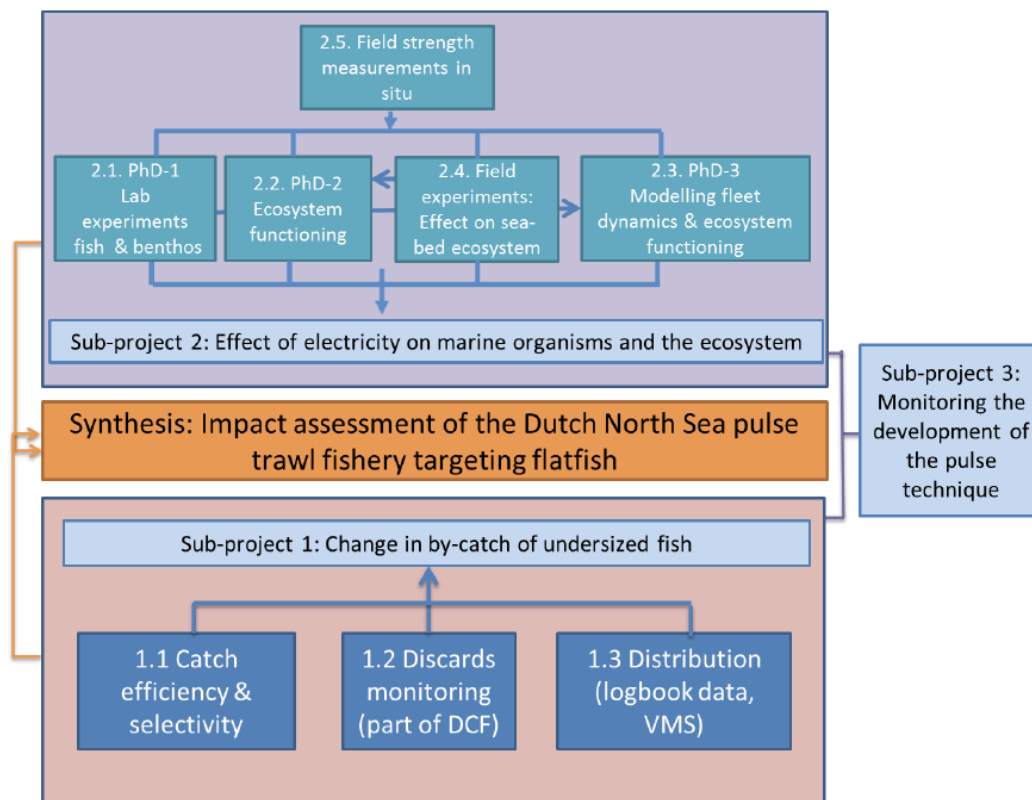 2.5. Field strength
measurements in
situ
2.1. PhD-1
Lab
experiments
fish & benthos
2.2. PhD-2
Ecosystem
functioning
2.4. Field
experiments:
Effect on sea-
bed ecosystem
2.3. PhD-3
Modelling fleet
dynamics & ecosystem
functioning
Sub-project 2: Effect of electricity on marine organisms and the ecosystem
Sub-project 3:
Monitoring the
development of
the pulse
technique
Synthesis: Impact assessment of the Dutch North Sea pulse
trawl fishery targeting flatfish
Sub-project 1: Change in by-catch of undersized fish
1.1 Catch
efficiency &
selectivity
1.2 Discards
monitoring
(part of DCF)
1.3 Distribution
(logbook data,
VMS)